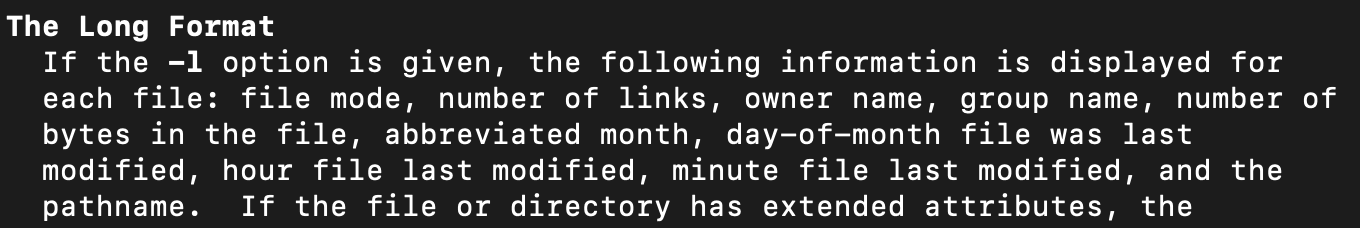 The Long Format
If the -l option is given, the following information is displayed for
each file: file mode, number of links, owner name, group name, number of
bytes in the file, abbreviated month, day-of-month file was last
modified, hour file last modified, minute file last modified, and the
pathname.  If the file or directory has extended attributes, the